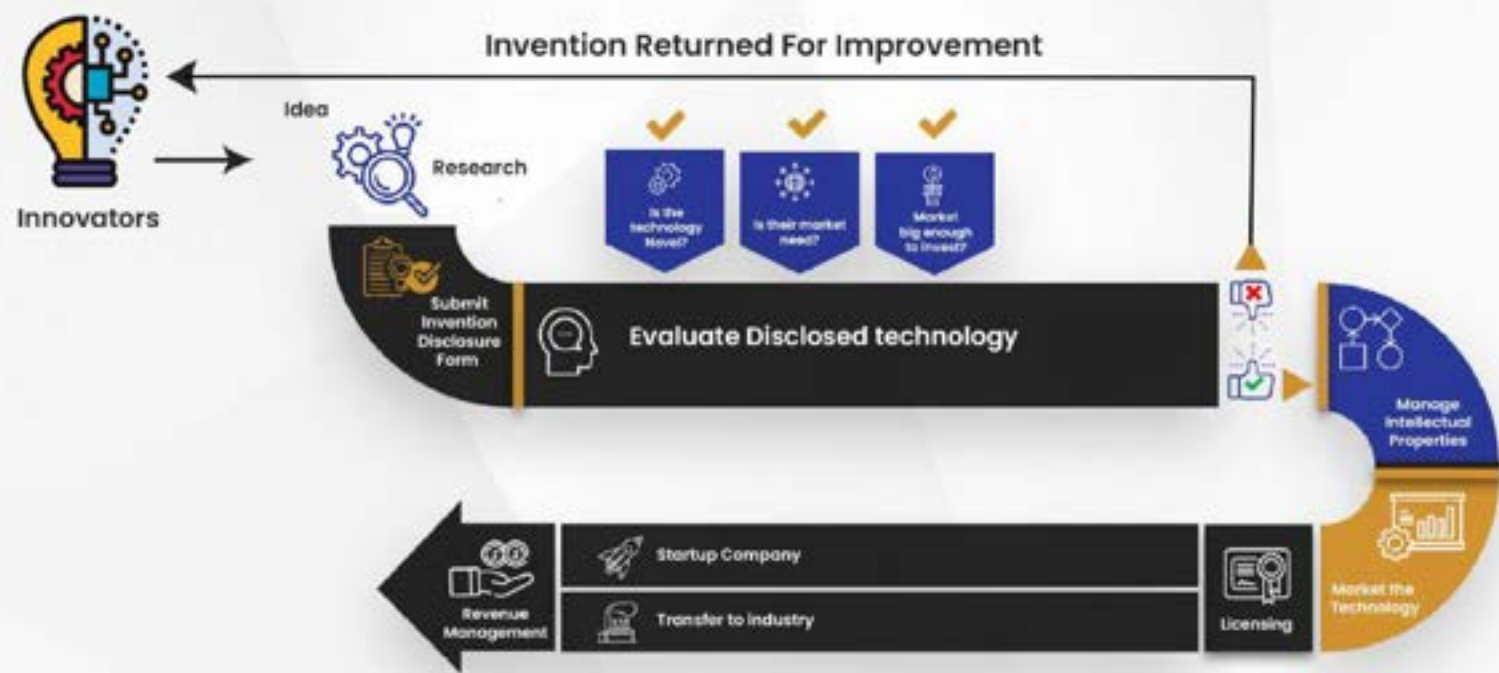 Invention Returned For Improvement
Idea
Research
Innovators
Is the
technology
Novel?
Is their market
need?
Market
big enough
to invest?
Submit
Invention
Disclosure
Form
Evaluate Disclosed technology
Manage
Intellectual
Properties
Market the
Technology
Licensing
Startup Company
Transfer to Industry
Revenue
Management